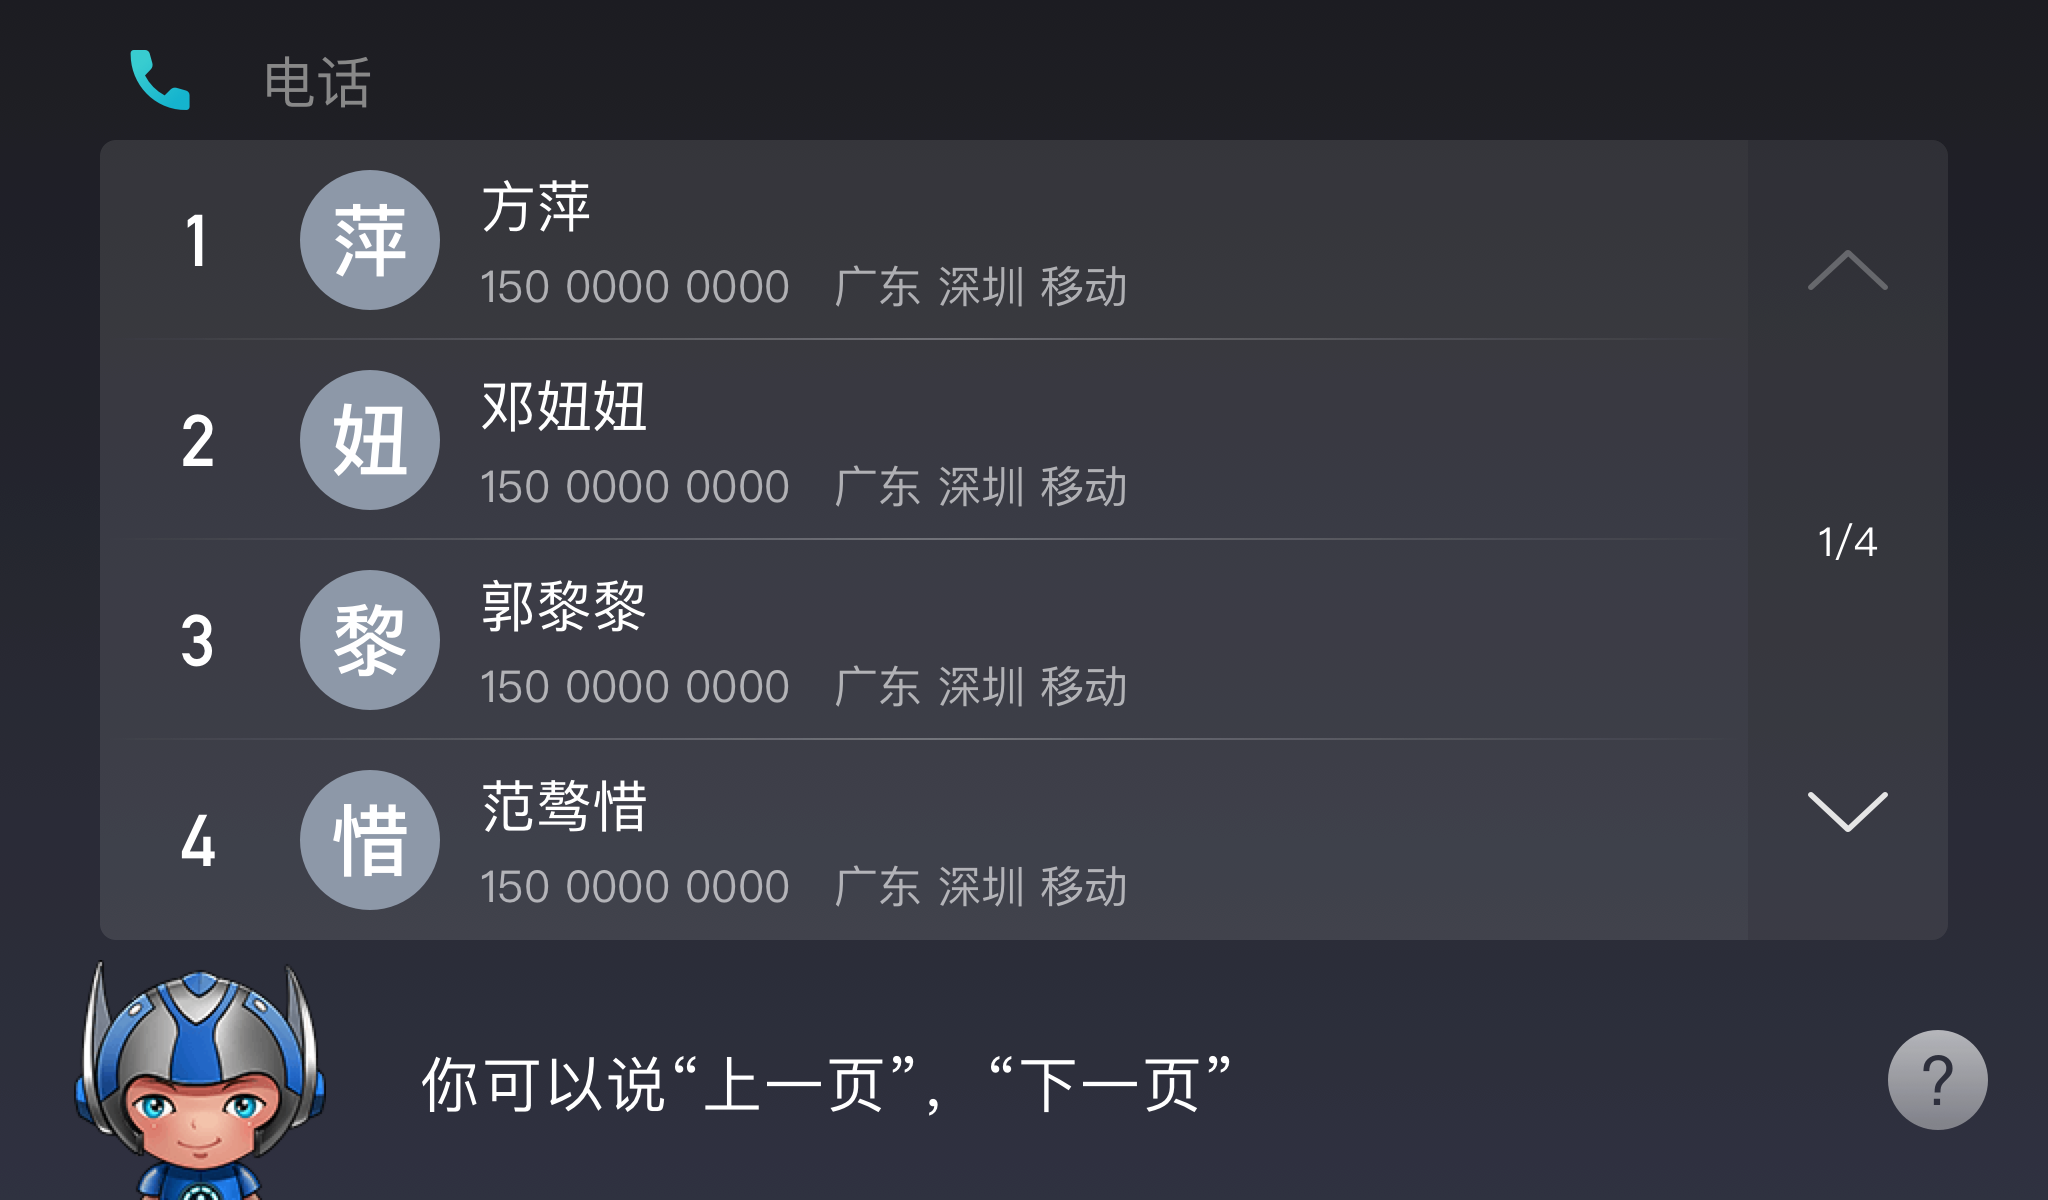 电话
1
萍
方萍
150 0000 0000 广东 深圳 移动
2
妞
邓妞妞
150 0000 0000 广东 深圳 移动
1/4
3
黎
郭黎黎
150 0000 0000 广东 深圳 移动
4
惜
范骜惜
150 0000 0000 广东 深圳 移动
你可以说“上一页”，“下一页”
?